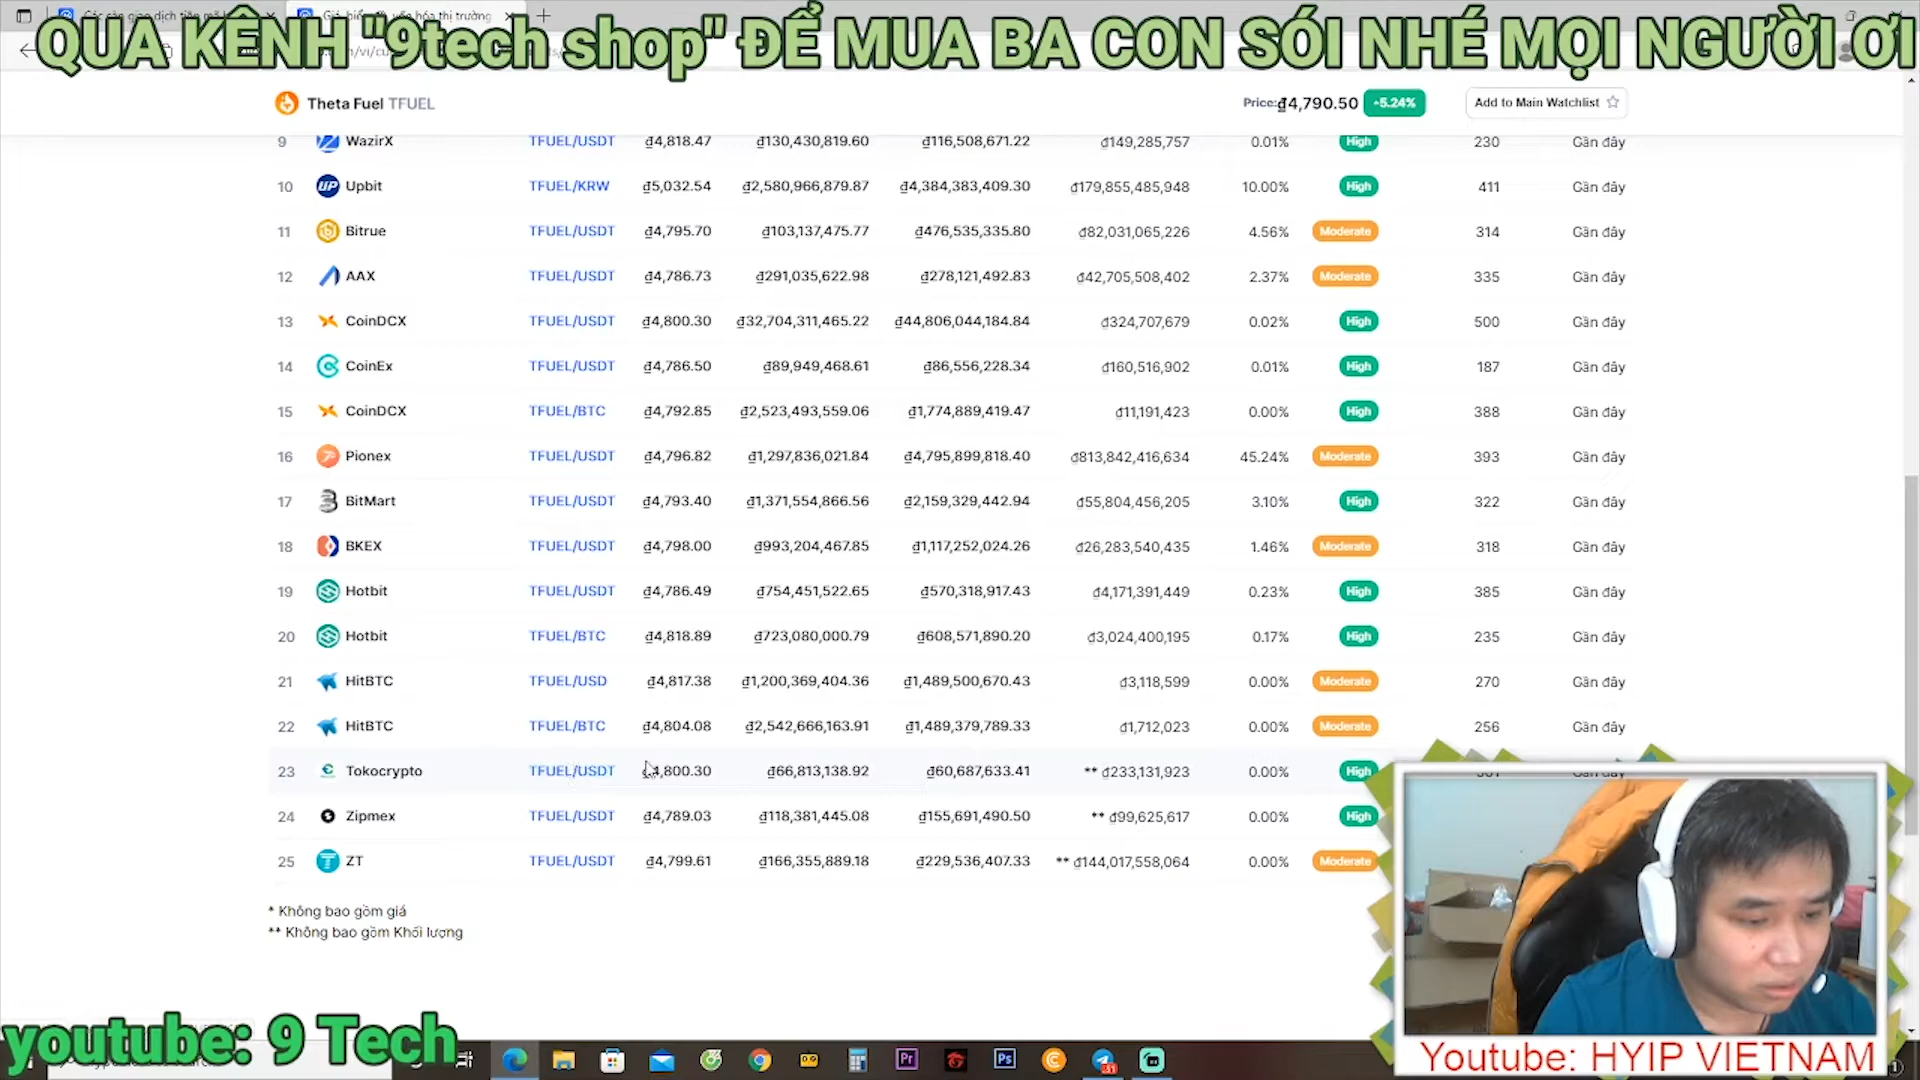 QUA KÊNH "9tech shop" ĐỂ MUA BA CON SÓI NHÉ MỌI NGƯỜI ƠI
Theta Fuel TFUEL
Price:₫4,790.50 5.24% Add to Main Watchlist
9 WazirX TFUEL/USDT ₫4,818.47 ₫130,430,819.60 ₫116,508,671.22 ₫149,285,757 0.01% High 230 Gần đây
10 Upbit TFUEL/KRW ₫5,032.54 ₫2,580,966,879.87 ₫4,384,383,409.30 ₫179,855,485,948 10.00% High 411 Gần đây
11 Bitrue TFUEL/USDT ₫4,795.70 ₫103,137,475.77 ₫476,535,335.80 ₫82,031,065,226 4.56% Moderate 314 Gần đây
12 AAX TFUEL/USDT ₫4,786.73 ₫291,035,622.98 ₫278,121,492.83 ₫42,705,508,402 2.37% Moderate 335 Gần đây
13 CoinDCX TFUEL/USDT ₫4,800.30 ₫32,704,311,465.22 ₫44,806,044,184.84 ₫324,707,679 0.02% High 500 Gần đây
14 CoinEx TFUEL/USDT ₫4,786.50 ₫89,949,468.61 ₫86,556,228.34 ₫160,516,902 0.01% High 187 Gần đây
15 CoinDCX TFUEL/BTC ₫4,792.85 ₫2,523,493,559.06 ₫1,774,889,419.47 ₫11,191,423 0.00% High 388 Gần đây
16 Pionex TFUEL/USDT ₫4,796.82 ₫1,297,836,021.84 ₫4,795,899,818.40 ₫813,842,416,634 45.24% Moderate 393 Gần đây
17 BitMart TFUEL/USDT ₫4,793.40 ₫1,371,554,866.56 ₫2,159,329,442.94 ₫55,804,456,205 3.10% High 322 Gần đây
18 BKEX TFUEL/USDT ₫4,798.00 ₫993,204,467.85 ₫1,117,252,024.26 ₫26,283,540,435 1.46% Moderate 318 Gần đây
19 Hotbit TFUEL/USDT ₫4,786.49 ₫754,451,522.65 ₫570,318,917.43 ₫4,171,391,449 0.23% High 385 Gần đây
20 Hotbit TFUEL/BTC ₫4,818.89 ₫723,080,000.79 ₫608,571,890.20 ₫3,024,400,195 0.17% High 235 Gần đây
21 HitBTC TFUEL/USD ₫4,817.38 ₫1,200,369,404.36 ₫1,489,500,670.43 ₫3,118,599 0.00% Moderate 270 Gần đây
22 HitBTC TFUEL/BTC ₫4,804.08 ₫2,542,666,163.91 ₫1,489,379,789.33 ₫1,712,023 0.00% Moderate 256 Gần đây
23 Tokocrypto TFUEL/USDT ₫4,800.30 ₫66,813,138.92 ₫60,687,633.41 ** ₫233,131,923 0.00% High
24 Zipmex TFUEL/USDT ₫4,789.03 ₫118,381,445.08 ₫155,691,490.50 ** ₫99,625,617 0.00% High
25 ZT TFUEL/USDT ₫4,799.61 ₫166,355,889.18 ₫229,536,407.33 ** ₫144,017,558,064 0.00% Moderate
* Không bao gồm giá
** Không bao gồm Khối lượng
youtube: 9 Tech
Youtube: HYIP VIETNAM